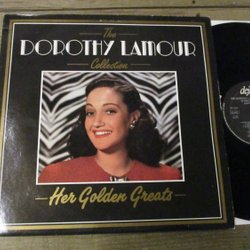 The
DOROTHY LAMOUR
Collection
Her Golden Greats